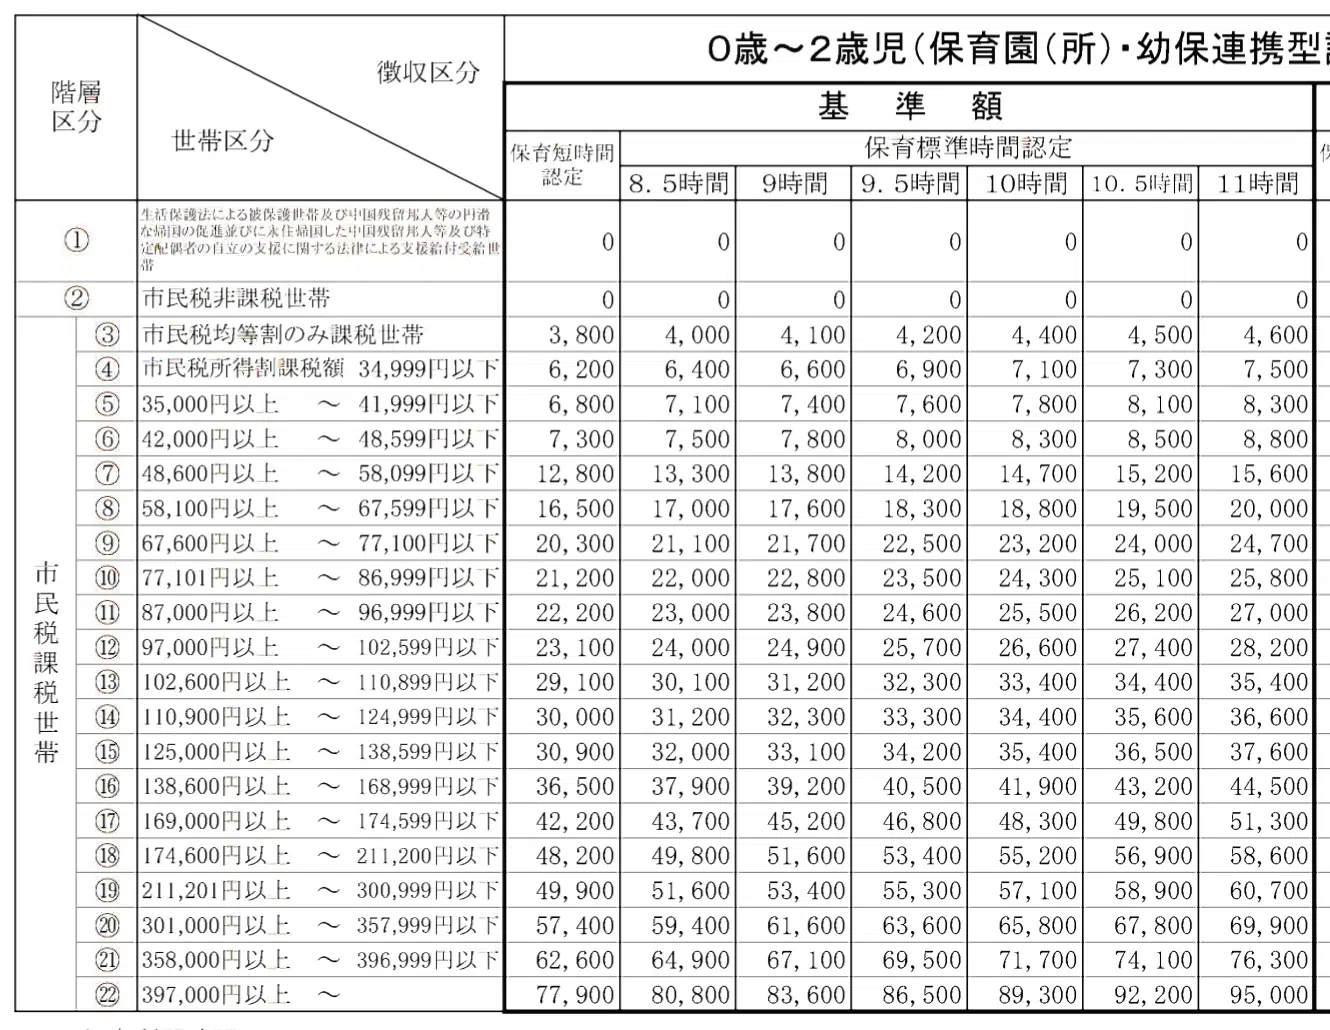 階層
区分
徴収区分
世帯区分
０歳～２歳児（保育園（所）・幼保連携型
基 準 額
保育短時間
認定
保育標準時間認定
8.5時間 9時間 9.5時間 10時間 10.5時間 11時間
① 生活保護法による被保護世帯及び中国残留邦人等の円滑
な帰国の促進並びに永住帰国した中国残留邦人等及び特
定配偶者の自立の支援に関する法律による支援給付受給世
帯
0 0 0 0 0 0 0
② 市民税非課税世帯 0 0 0 0 0 0 0
市民税課税世帯
③ 市民税均等割のみ課税世帯 3,800 4,000 4,100 4,200 4,400 4,500 4,600
④ 市民税所得割課税額 34,999円以下 6,200 6,400 6,600 6,900 7,100 7,300 7,500
⑤ 35,000円以上 ～ 41,999円以下 6,800 7,100 7,400 7,600 7,800 8,100 8,300
⑥ 42,000円以上 ～ 48,599円以下 7,300 7,500 7,800 8,000 8,300 8,500 8,800
⑦ 48,600円以上 ～ 58,099円以下 12,800 13,300 13,800 14,200 14,700 15,200 15,600
⑧ 58,100円以上 ～ 67,599円以下 16,500 17,000 17,600 18,300 18,800 19,500 20,000
⑨ 67,600円以上 ～ 77,100円以下 20,300 21,100 21,700 22,500 23,200 24,000 24,700
⑩ 77,101円以上 ～ 86,999円以下 21,200 22,000 22,800 23,500 24,300 25,100 25,800
⑪ 87,000円以上 ～ 96,999円以下 22,200 23,000 23,800 24,600 25,500 26,200 27,000
⑫ 97,000円以上 ～ 102,599円以下 23,100 24,000 24,900 25,700 26,600 27,400 28,200
⑬ 102,600円以上 ～ 110,899円以下 29,100 30,100 31,200 32,300 33,400 34,400 35,400
⑭ 110,900円以上 ～ 124,999円以下 30,000 31,200 32,300 33,300 34,400 35,600 36,600
⑮ 125,000円以上 ～ 138,599円以下 30,900 32,000 33,100 34,200 35,400 36,500 37,600
⑯ 138,600円以上 ～ 168,999円以下 36,500 37,900 39,200 40,500 41,900 43,200 44,500
⑰ 169,000円以上 ～ 174,599円以下 42,200 43,700 45,200 46,800 48,300 49,800 51,300
⑱ 174,600円以上 ～ 211,200円以下 48,200 49,800 51,600 53,400 55,200 56,900 58,600
⑲ 211,201円以上 ～ 300,999円以下 49,900 51,600 53,400 55,300 57,100 58,900 60,700
⑳ 301,000円以上 ～ 357,999円以下 57,400 59,400 61,600 63,600 65,800 67,800 69,900
㉑ 358,000円以上 ～ 396,999円以下 62,600 64,900 67,100 69,500 71,700 74,100 76,300
㉒ 397,000円以上 ～ 77,900 80,800 83,600 86,500 89,300 92,200 95,000